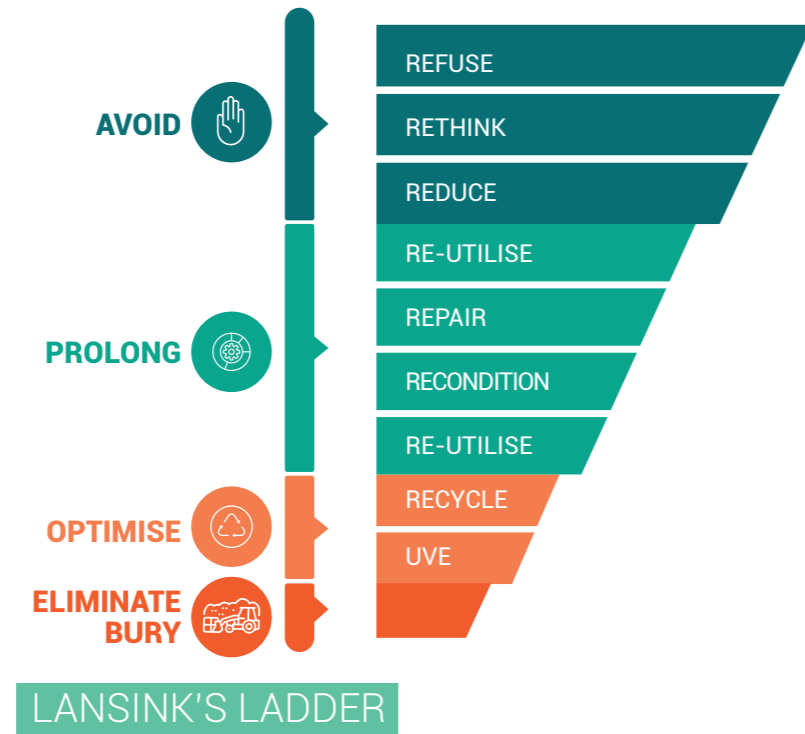 AVOID
REFUSE
RETHINK
REDUCE
PROLONG
RE-UTILISE
REPAIR
RECONDITION
RE-UTILISE
OPTIMISE
RECYCLE
UVE
ELIMINATE
BURY
LANSINK'S LADDER